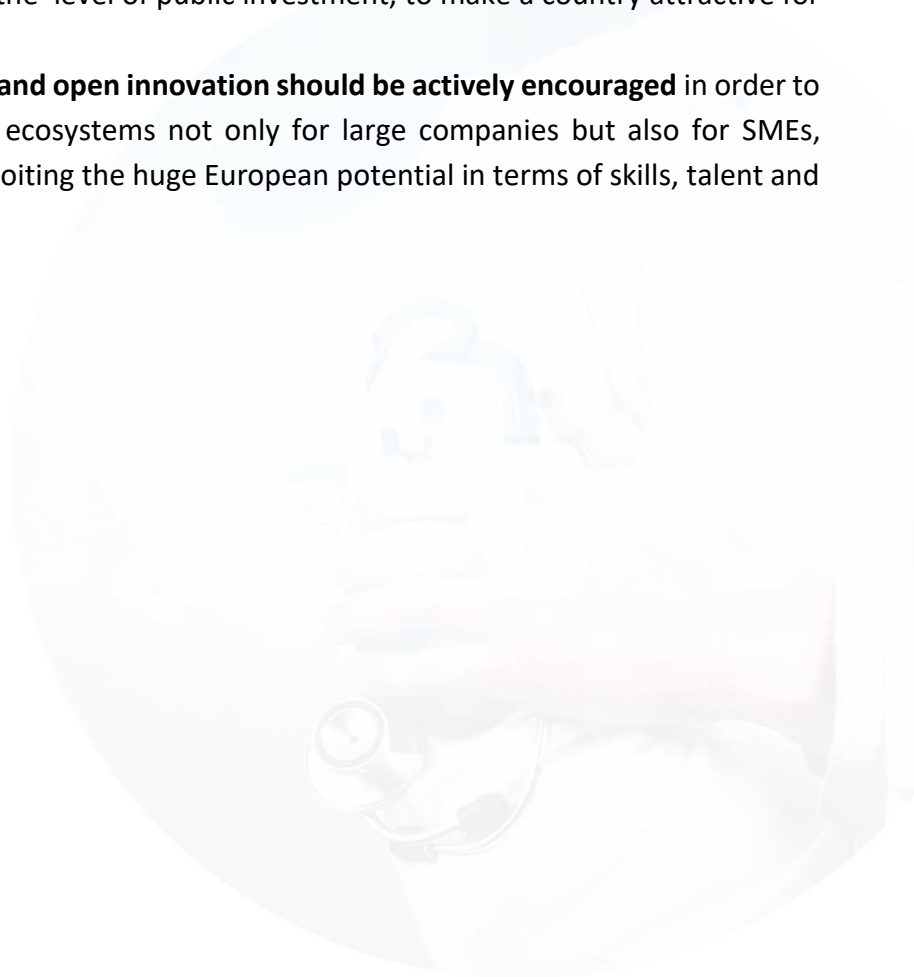 level of public investment, to make a country attractive for
and open innovation should be actively encouraged in order to
ecosystems not only for large companies but also for SMEs,
the huge European potential in terms of skills, talent and